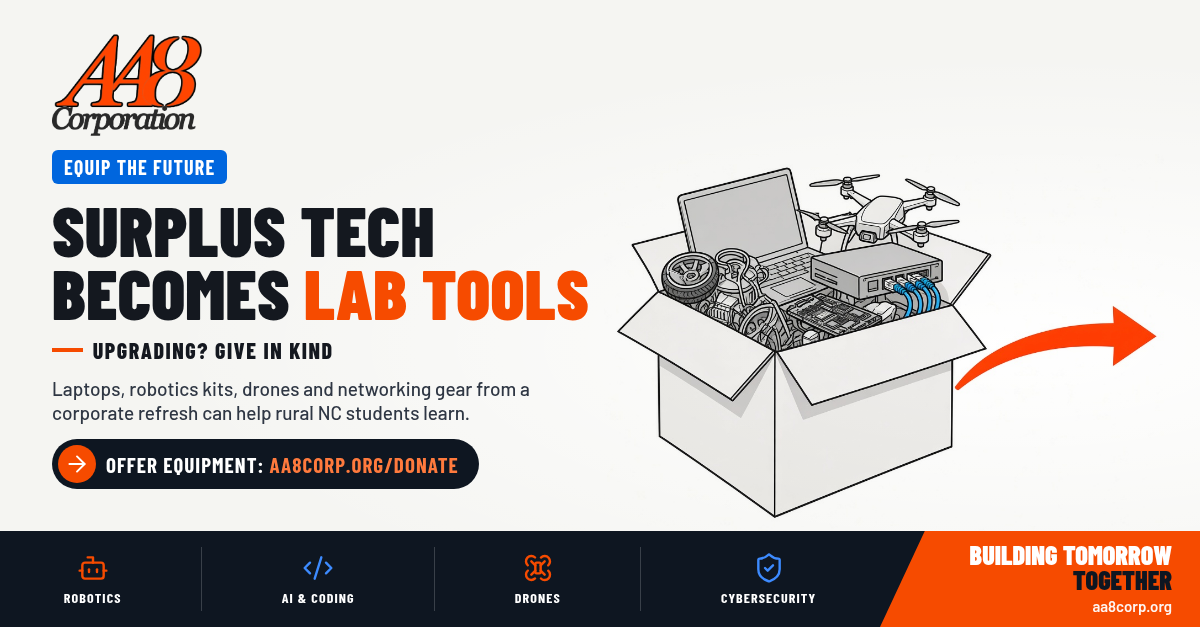 AA8
Corporation
EQUIP THE FUTURE
SURPLUS TECH
BECOMES LAB TOOLS
UPGRADING? GIVE IN KIND
Laptops, robotics kits, drones and networking gear from a
corporate refresh can help rural NC students learn.
OFFER EQUIPMENT: AA8CORP.ORG/DONATE
ROBOTICS
AI & CODING
DRONES
CYBERSECURITY
BUILDING TOMORROW
TOGETHER
aa8corp.org